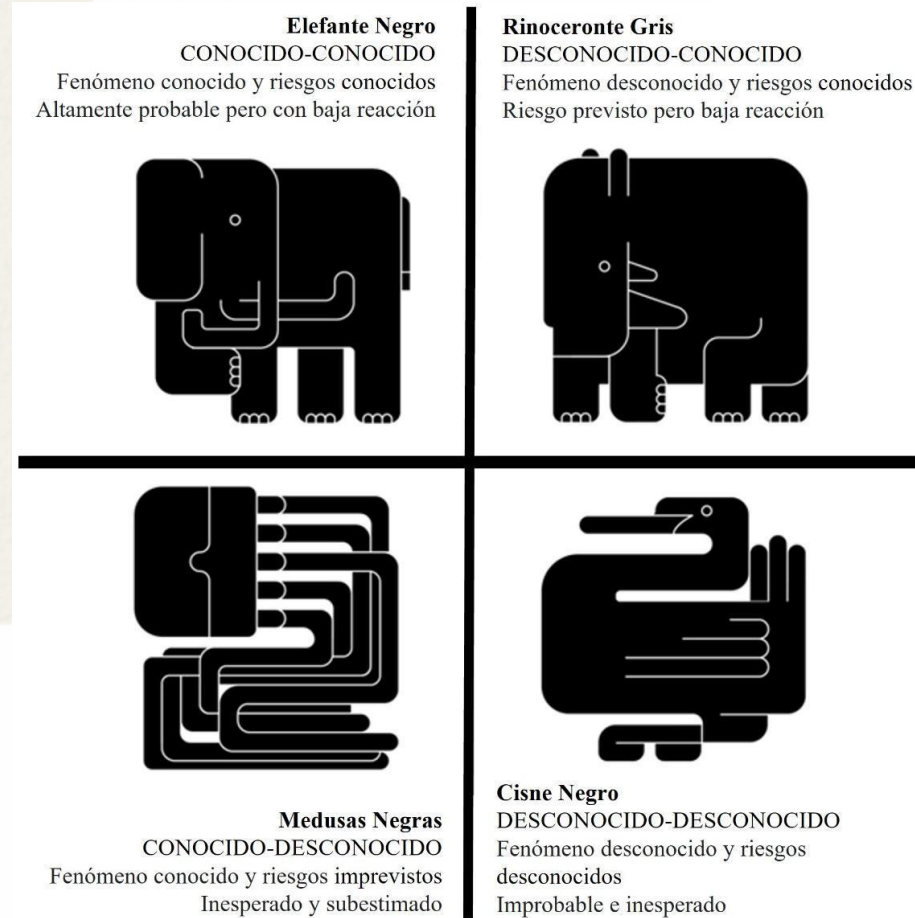 Elefante Negro
CONOCIDO-CONOCIDO
Fenómeno conocido y riesgos conocidos
Altamente probable pero con baja reacción
Rinoceronte Gris
DESCONOCIDO-CONOCIDO
Fenómeno desconocido y riesgos conocidos
Riesgo previsto pero baja reacción
Medusas Negras
CONOCIDO-DESCONOCIDO
Fenómeno conocido y riesgos imprevistos
Inesperado y subestimado
Cisne Negro
DESCONOCIDO-DESCONOCIDO
Fenómeno desconocido y riesgos
desconocidos
Improbable e inesperado